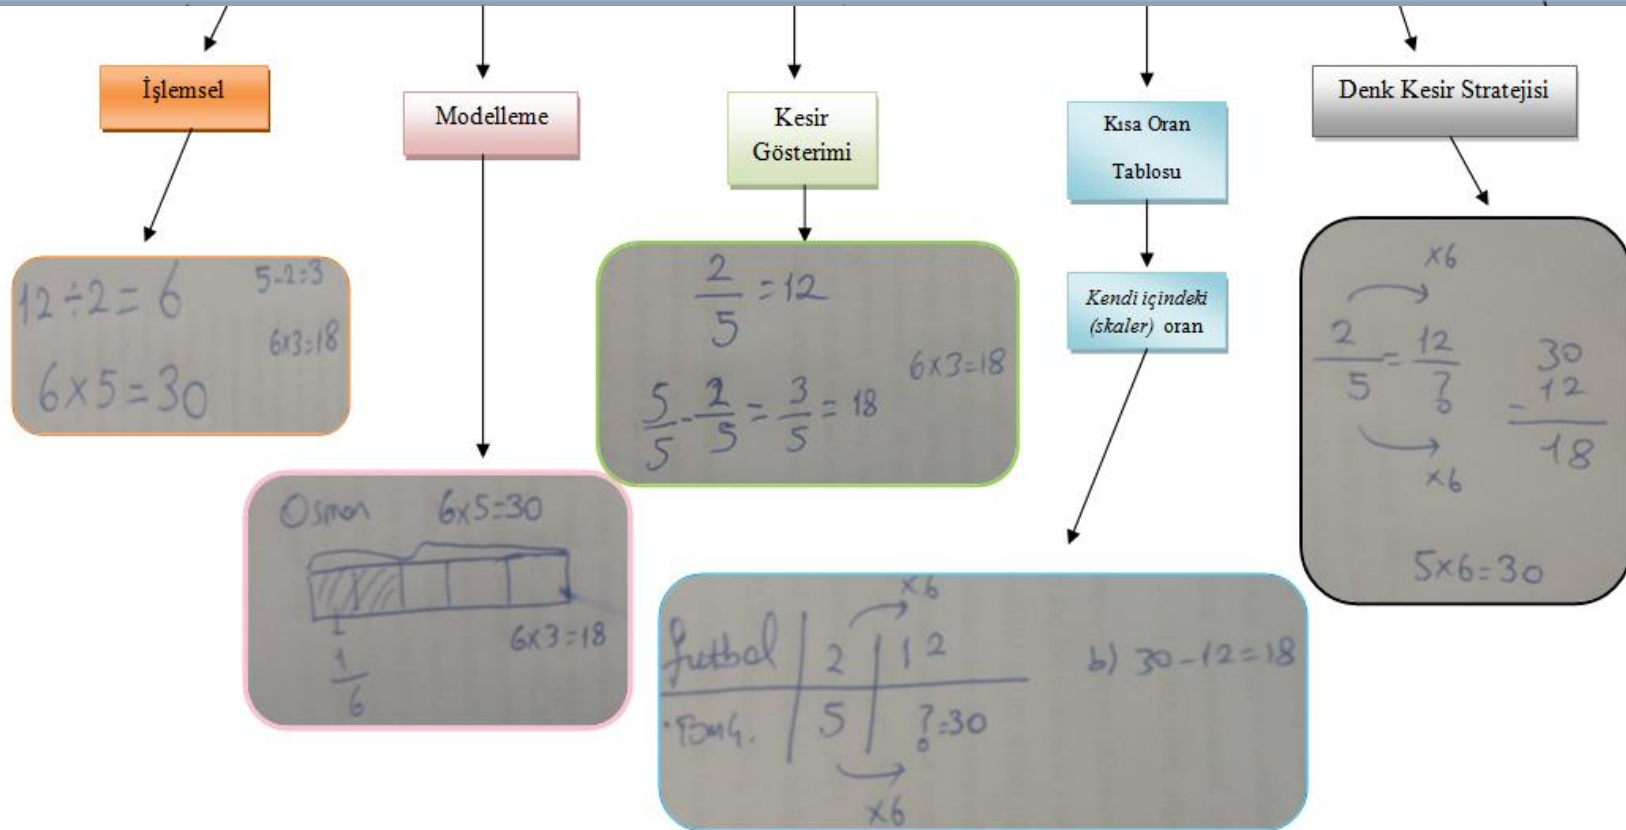 İşlemsel
Modelleme
Kesir
Gösterimi
Kısa Oran
Tablosu
Denk Kesir Stratejisi
Kendi içindeki
(skaler) oran
12÷2=6
5-2=3
6x3=18
6x5=30
Osman 6x5=30
6x3=18
1
6
2
5
=12
5/5 - 2/5 = 3/5 = 18
6x3=18
x6
futbol 2 12
5 ?=30
x6
b) 30-12=18
x6
2/5 = 12/?
30
-12
18
x6
5x6=30